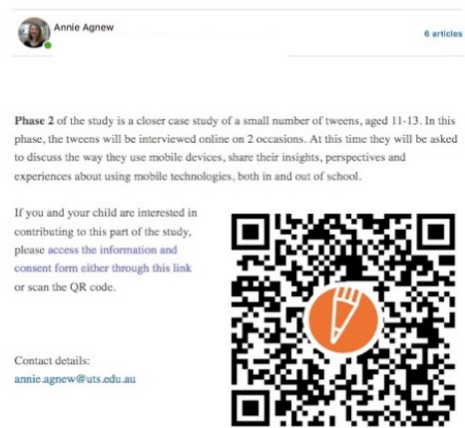 Annie Agnew
6 articles
Phase 2 of the study is a closer case study of a small number of tweens, aged 11-13. In this
phase, the tweens will be interviewed online on 2 occasions. At this time they will be asked
to discuss the way they use mobile devices, share their insights, perspectives and
experiences about using mobile technologies, both in and out of school.
If you and your child are interested in
contributing to this part of the study,
please access the information and
consent form either through this link
or scan the QR code.
Contact details:
annie.agnew@uts.edu.au